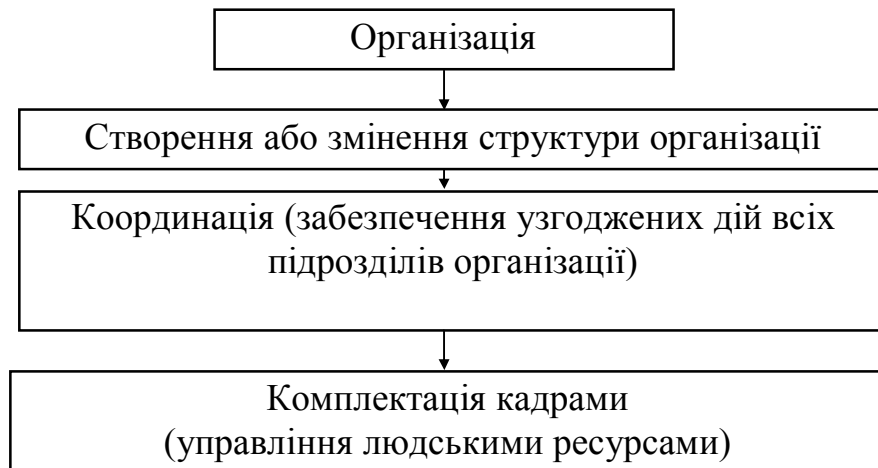 Організація
Створення або змінення структури організації
Координація (забезпечення узгоджених дій всіх
підрозділів організації)
Комплектація кадрами
(управління людськими ресурсами)